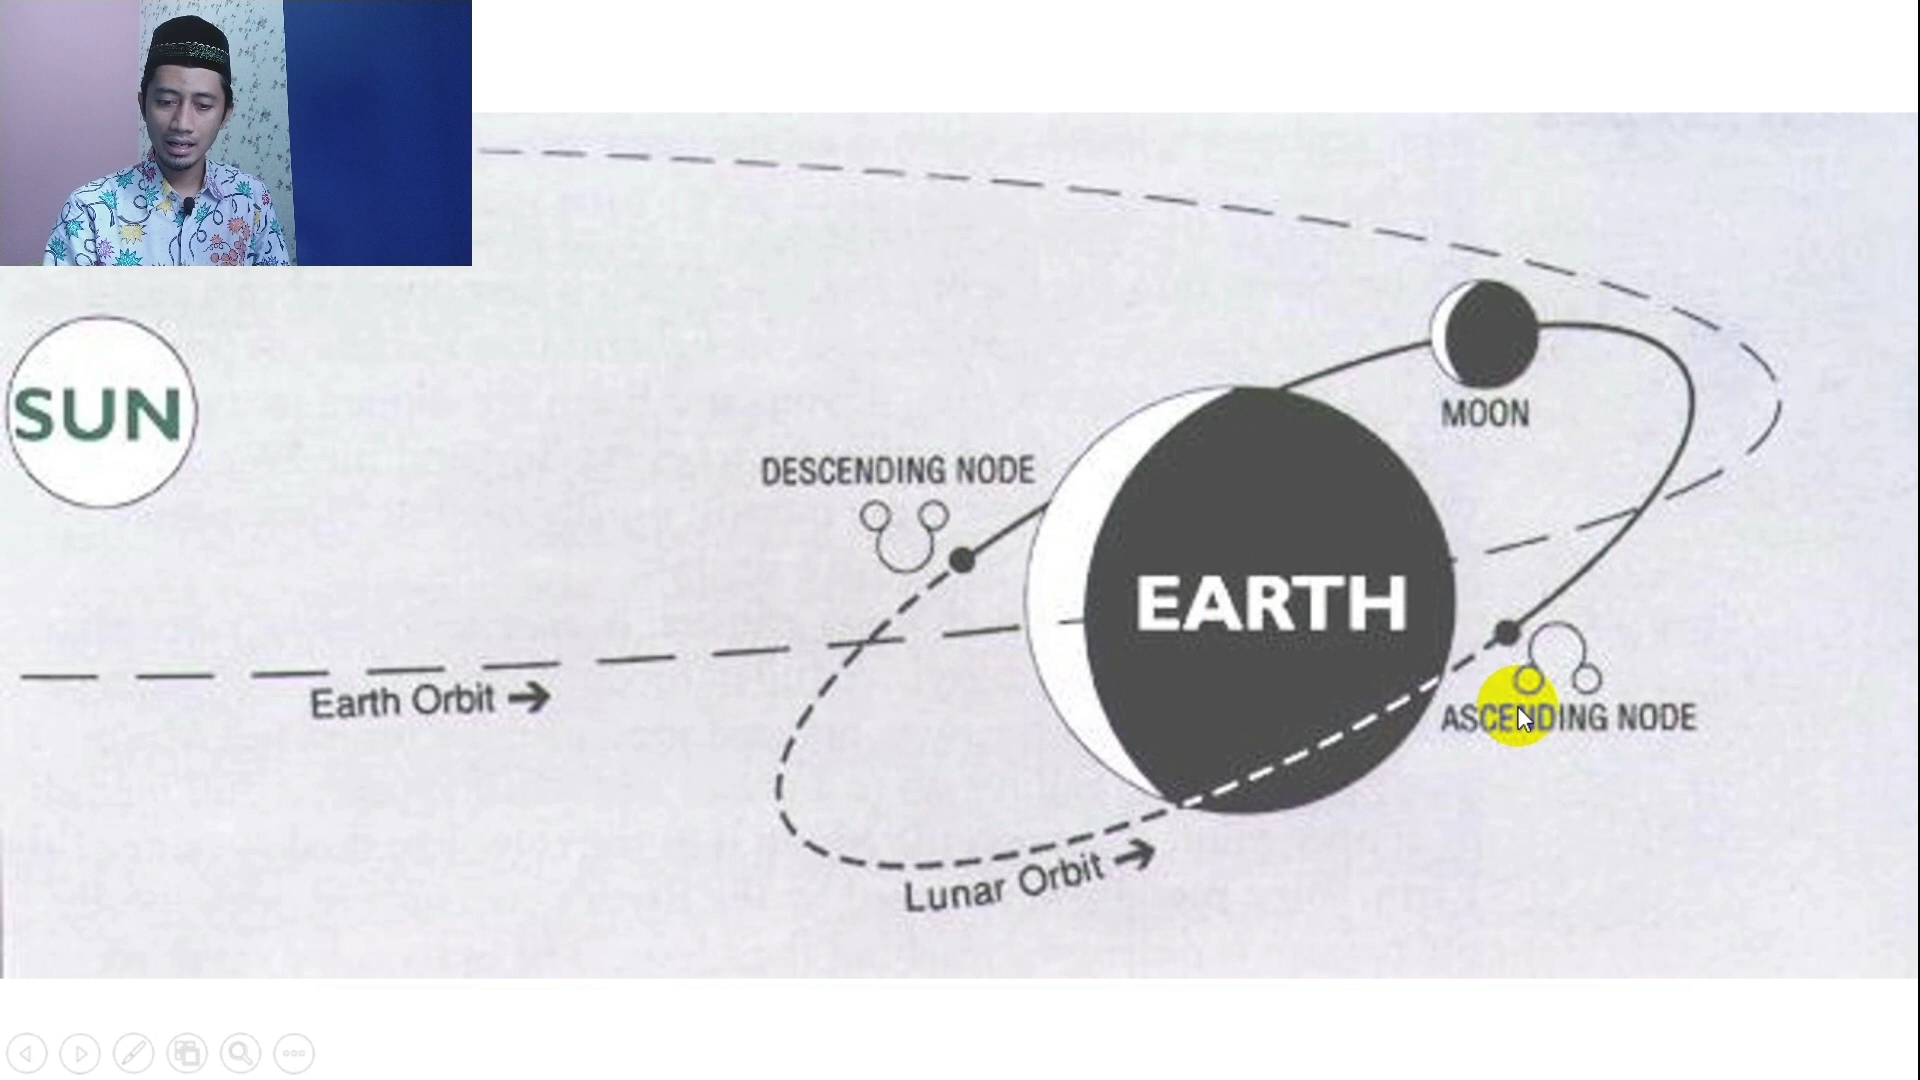 SUN
DESCENDING NODE
MOON
EARTH
Earth Orbit →
ASCENDING NODE
Lunar Orbit →